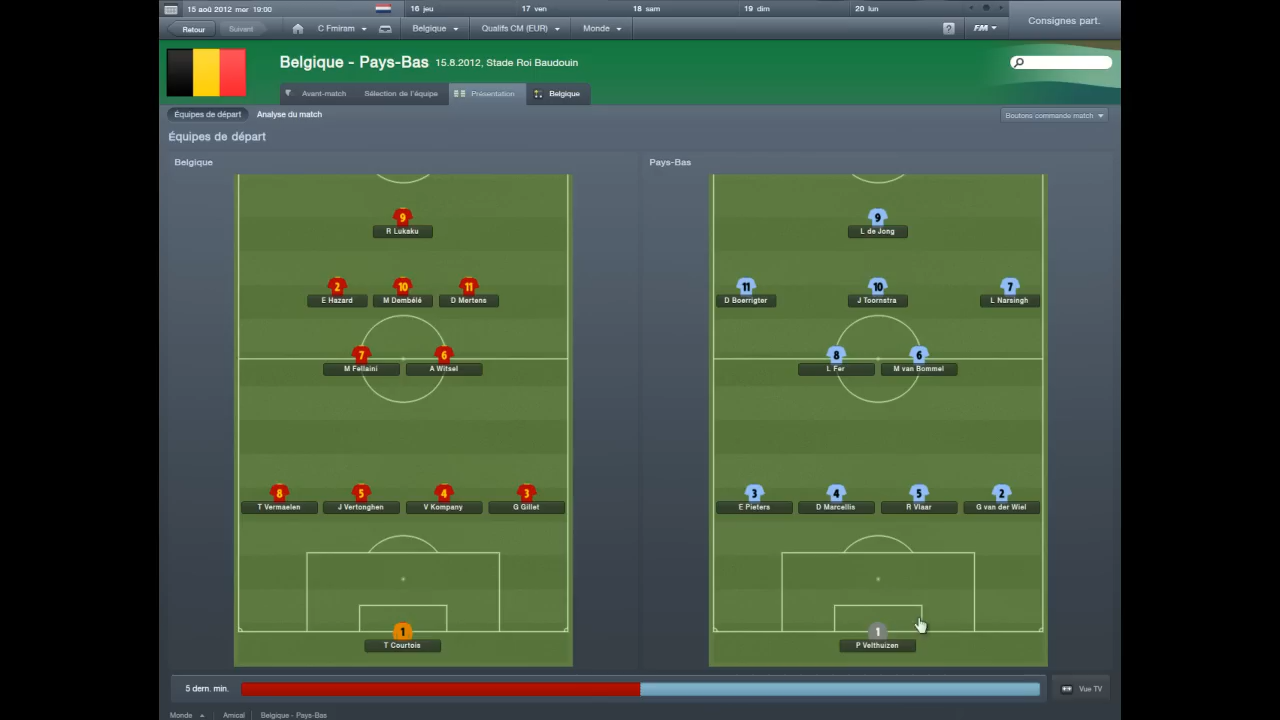 15 aoû 2012 mer 19:00 16 jeu 17 ven 18 sam 19 dim 20 lun Consignes part.
Retour Suivant C Fmiram Belgique Qualifs CM (EUR) Monde ? FM
Belgique - Pays-Bas 15.8.2012, Stade Roi Baudouin
Avant-match Sélection de l'équipe Présentation Belgique
Équipes de départ Analyse du match Boutons commande match
Équipes de départ
Belgique
9
R Lukaku
2 10 11
E Hazard M Dembélé D Mertens
7 6
M Fellaini A Witsel
8 5 4 3
T Vermaelen J Vertonghen V Kompany G Gillet
1
T Courtois
Pays-Bas
9
L de Jong
11 10 7
D Boerrigter J Toornstra L Narsingh
8 6
L Fer M van Bommel
3 4 5 2
E Pieters D Marcellis R Vlaar G van der Wiel
1
P Velthuizen
5 dern. min. Vue TV
Monde Amical Belgique - Pays-Bas